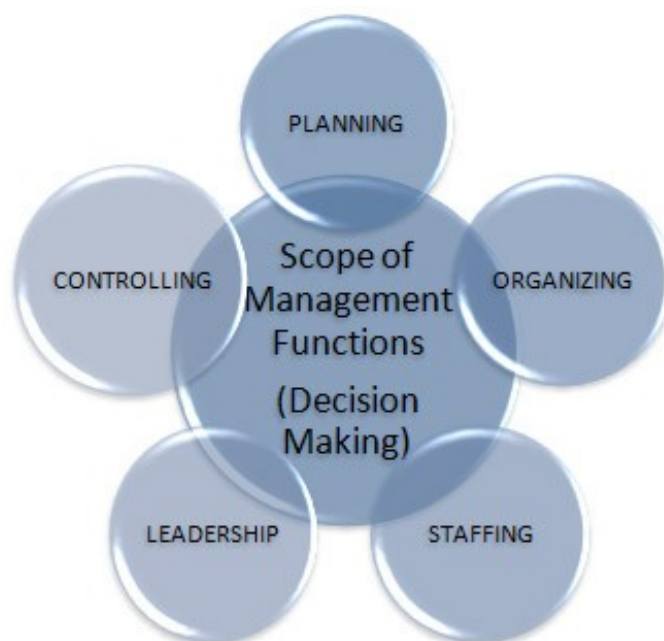 PLANNING
CONTROLLING
Scope of
Management
Functions
(Decision
Making)
ORGANIZING
LEADERSHIP
STAFFING